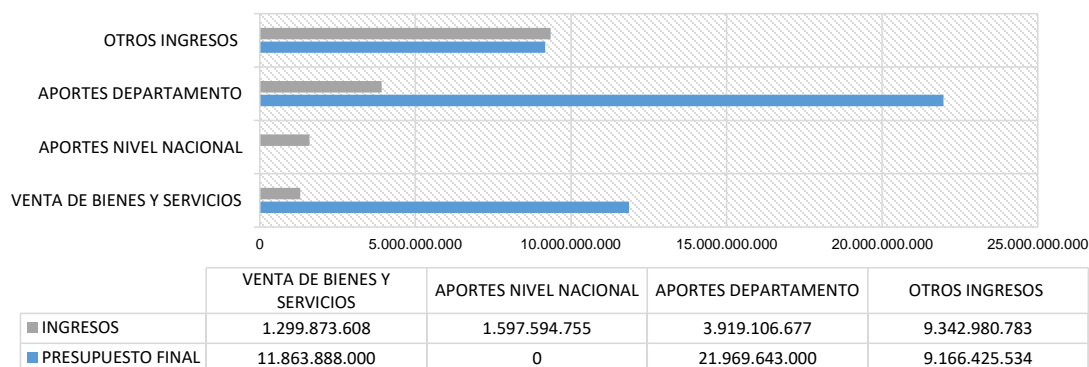 OTROS INGRESOS
APORTES DEPARTAMENTO
APORTES NIVEL NACIONAL
VENTA DE BIENES Y SERVICIOS
0 5.000.000.000 10.000.000.000 15.000.000.000 20.000.000.000 25.000.000.000
VENTA DE BIENES Y
SERVICIOS
APORTES NIVEL NACIONAL APORTES DEPARTAMENTO OTROS INGRESOS
INGRESOS 1.299.873.608 1.597.594.755 3.919.106.677 9.342.980.783
PRESUPUESTO FINAL 11.863.888.000 0 21.969.643.000 9.166.425.534